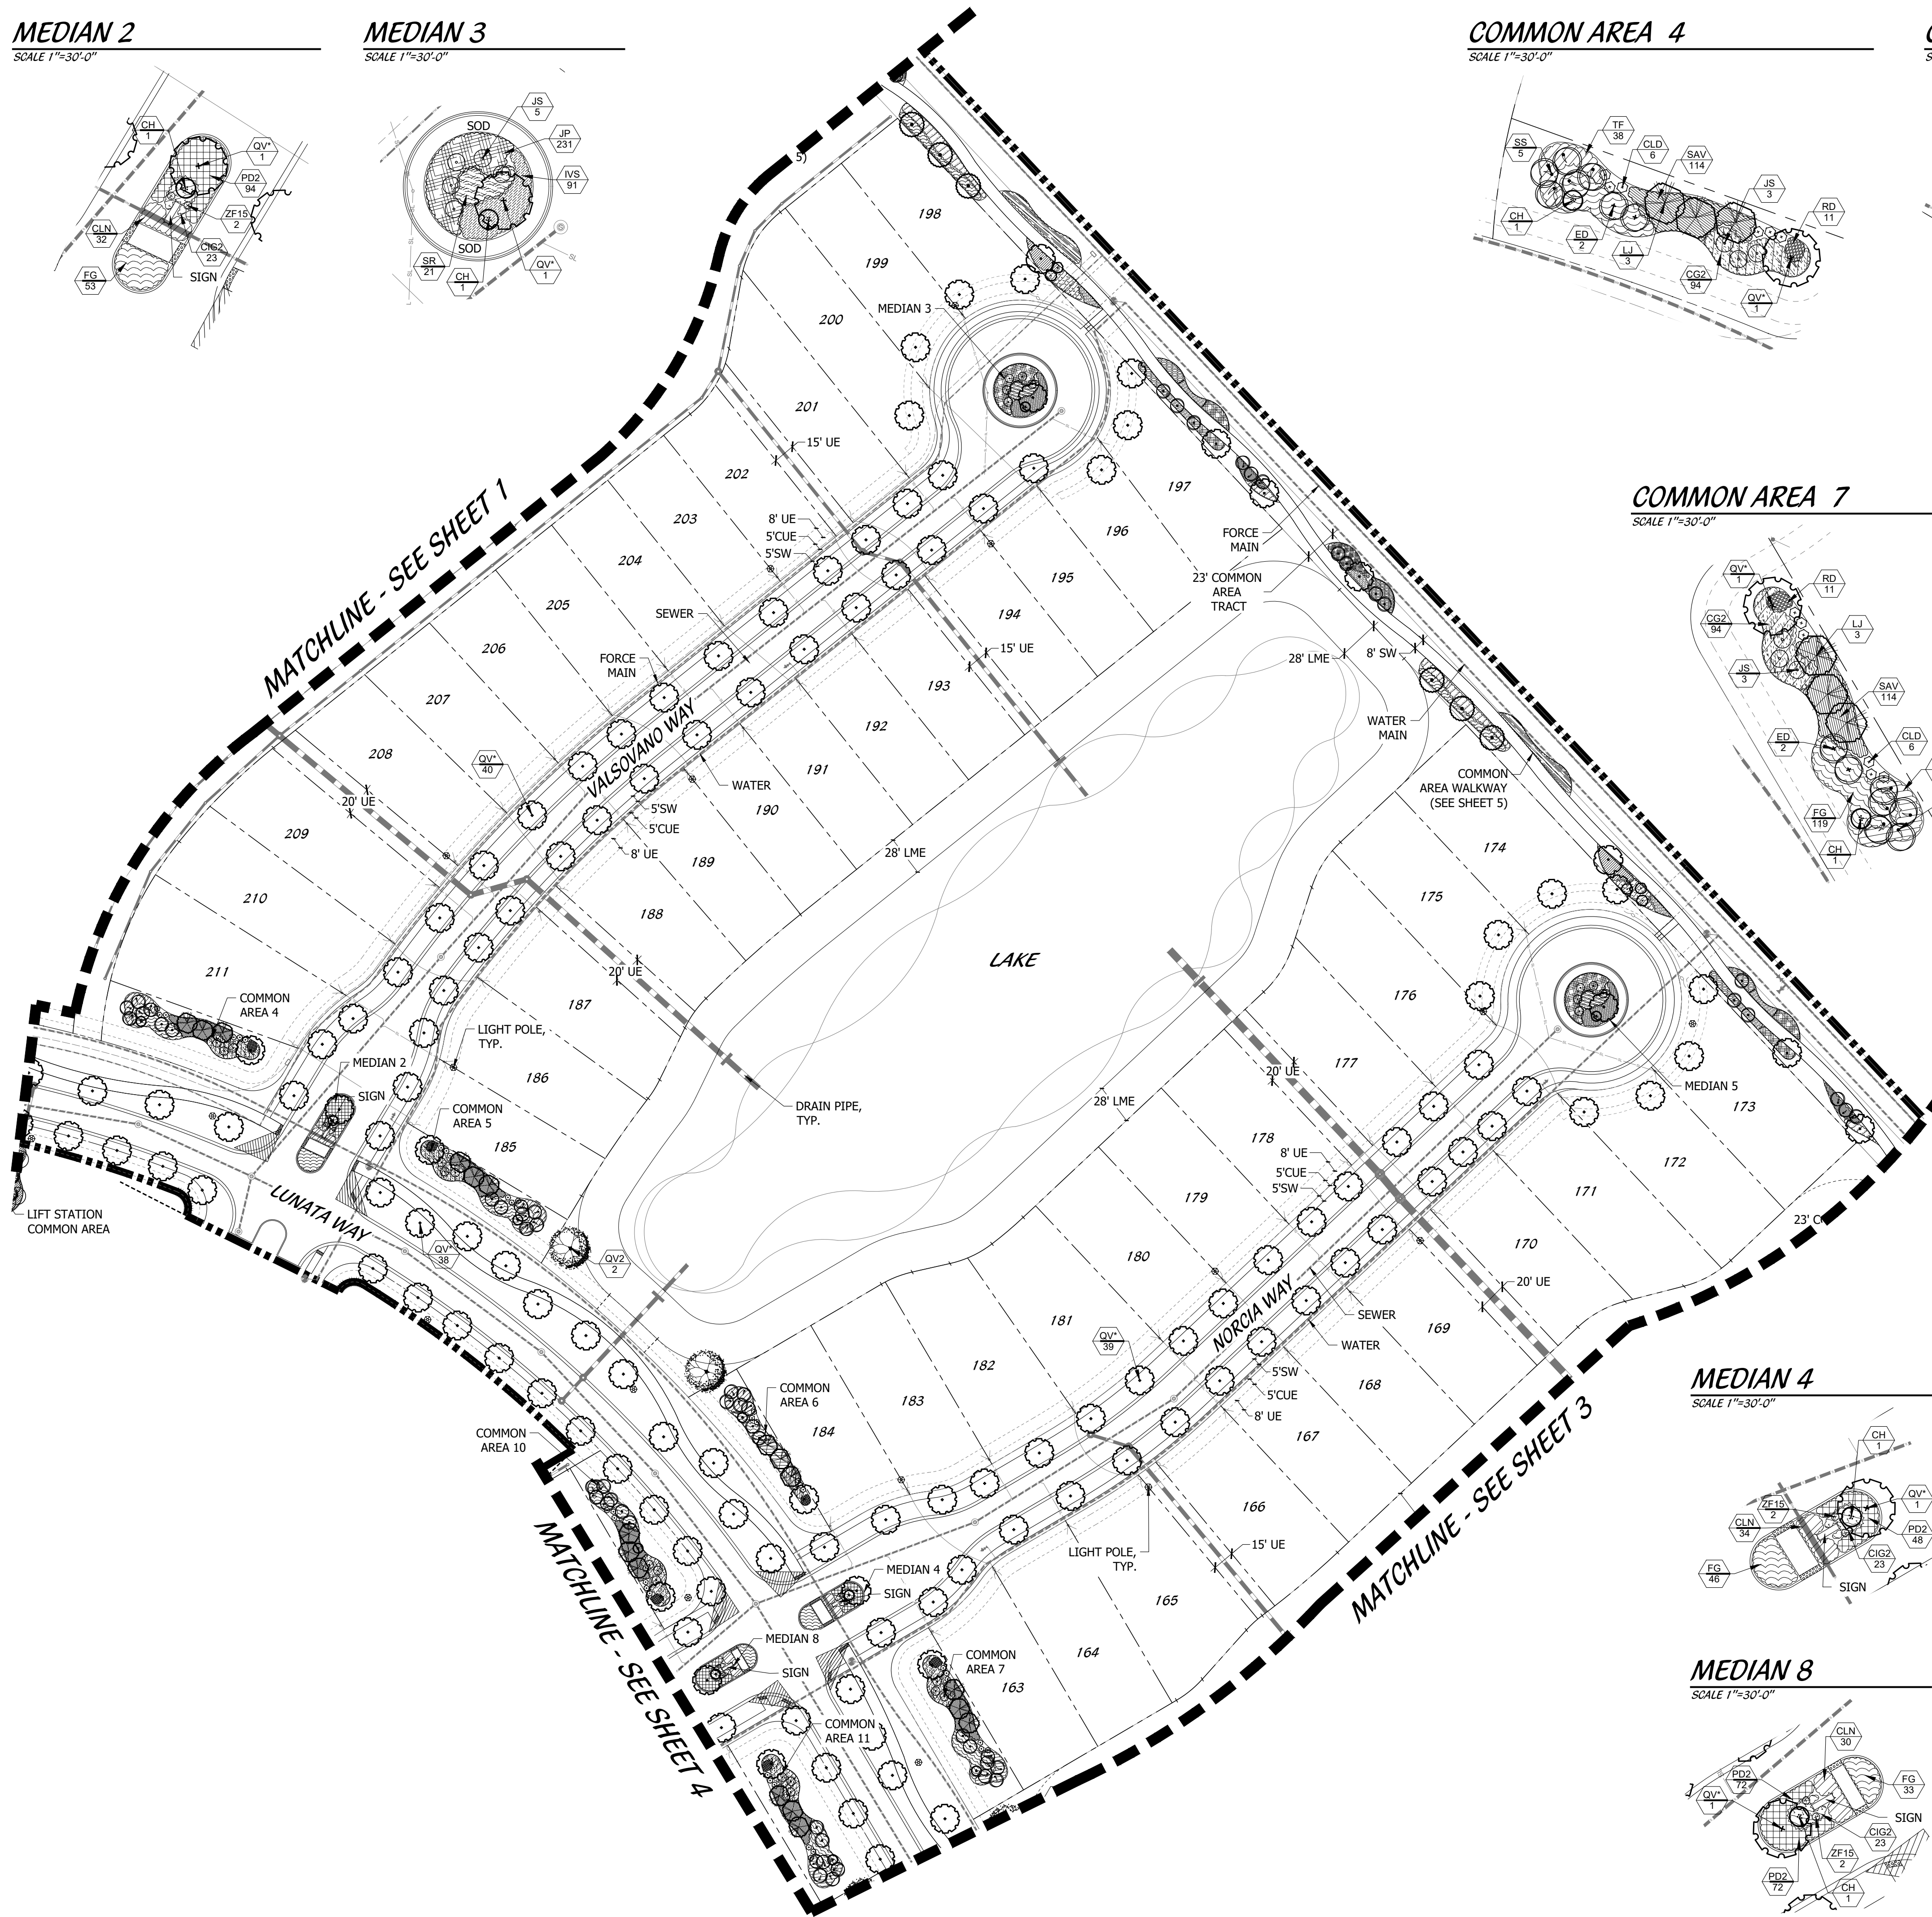 MEDIAN 2
SCALE 1"=30'-0"
CH
1
QV*
1
PD2
94
ZF15
2
CIG2
23
SIGN
CLN
32
FG
53
MEDIAN 3
SCALE 1"=30'-0"
SOD
JS
5
JP
231
IVS
91
SOD
SR
21
CH
1
QV*
1
COMMON AREA 4
SCALE 1"=30'-0"
SS
5
TF
38
CLD
6
SAV
114
JS
3
RD
11
CH
1
ED
2
LJ
3
CG2
94
QV*
1
COMMON AREA 7
SCALE 1"=30'-0"
QV*
1
RD
11
CG2
94
LJ
3
JS
3
SAV
114
ED
2
CLD
6
FG
119
CH
1
MEDIAN 4
SCALE 1"=30'-0"
CH
1
ZF15
2
QV*
1
CLN
34
PD2
48
CIG2
23
FG
46
SIGN
MEDIAN 8
SCALE 1"=30'-0"
CLN
30
PD2
72
QV*
1
FG
33
SIGN
CIG2
23
ZF15
2
PD2
72
CH
1
5)
198
199
200
MEDIAN 3
201
15' UE
202
197
203
8' UE
5'CUE
5'SW
196
FORCE
MAIN
MATCHLINE - SEE SHEET 1
204
195
23' COMMON
AREA
TRACT
205
SEWER
194
206
FORCE
MAIN
15' UE
28' LME
8' SW
207
193
VALSOVANO WAY
192
WATER
MAIN
208
QV*
40
191
WATER
COMMON
AREA WALKWAY
(SEE SHEET 5)
20' UE
190
5'SW
5'CUE
8' UE
209
189
28' LME
174
210
188
175
211
20' UE
LAKE
187
176
COMMON
AREA 4
LIGHT POLE,
TYP.
MEDIAN 2
186
177
20' UE
MEDIAN 5
SIGN
COMMON
AREA 5
DRAIN PIPE,
TYP.
28' LME
173
185
178
8' UE
5'CUE
5'SW
172
LUNATA WAY
179
171
LIFT STATION
COMMON AREA
QV*
38
QV2
2
180
170
20' UE
181
NORCIA WAY
SEWER
169
QV*
39
WATER
182
5'SW
5'CUE
8' UE
168
COMMON
AREA 6
183
184
167
COMMON
AREA 10
MATCHLINE - SEE SHEET 3
166
LIGHT POLE,
TYP.
15' UE
MEDIAN 4
SIGN
165
MATCHLINE - SEE SHEET 4
MEDIAN 8
SIGN
COMMON
AREA 7
164
163
COMMON
AREA 11